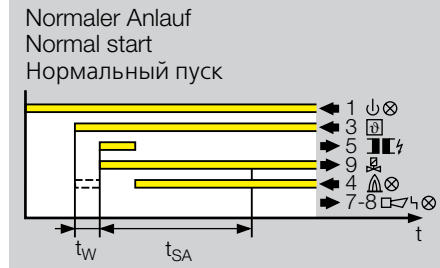 Normaler Anlauf
Normal start
Нормальный пуск
1
3 ϑ
5
9
4
7-8
t
tW
tSA